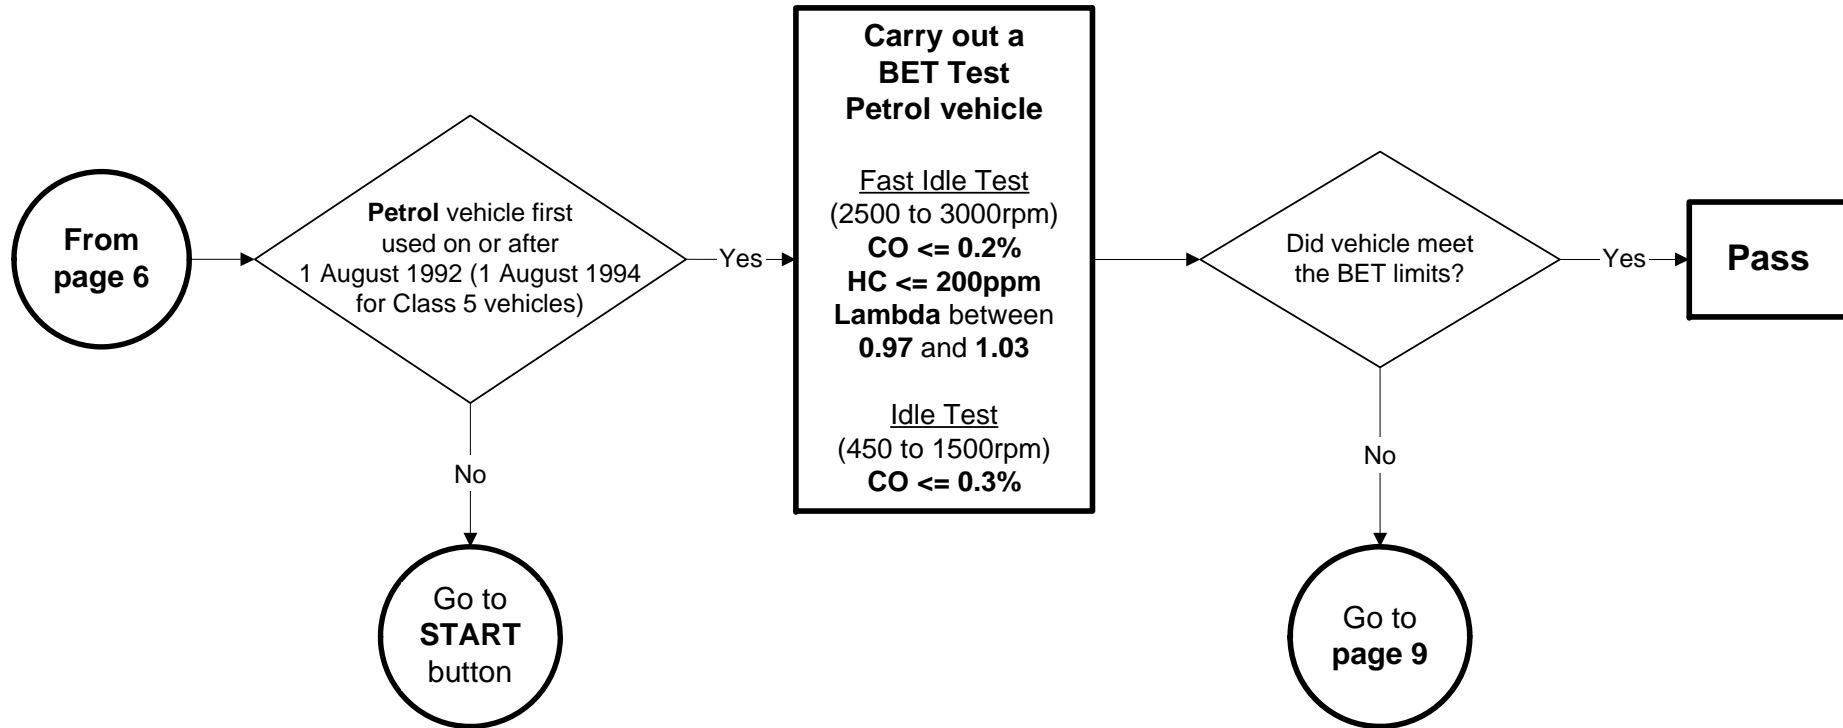 From
page 6
Petrol vehicle first
used on or after
1 August 1992 (1 August 1994
for Class 5 vehicles)
Yes
No
Go to
START
button
Carry out a
BET Test
Petrol vehicle
Fast Idle Test
(2500 to 3000rpm)
CO <= 0.2%
HC <= 200ppm
Lambda between
0.97 and 1.03
Idle Test
(450 to 1500rpm)
CO <= 0.3%
Did vehicle meet
the BET limits?
Yes
Pass
No
Go to
page 9